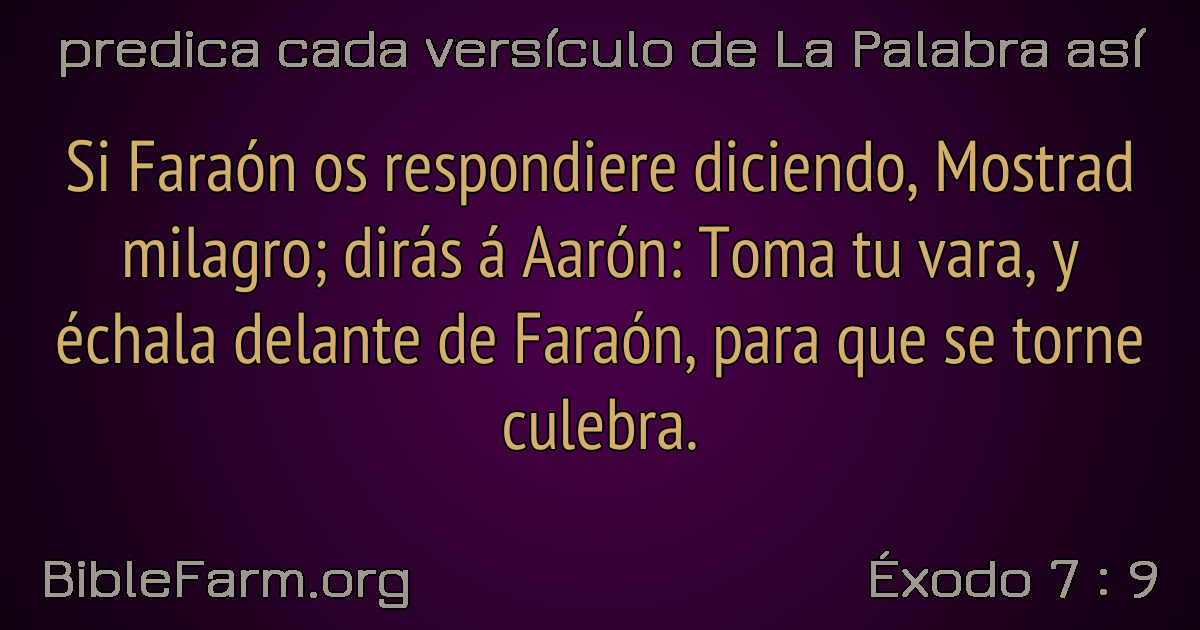 predica cada versículo de La Palabra así
Si Faraón os respondiere diciendo, Mostrad
milagro; dirás á Aarón: Toma tu vara, y
échala delante de Faraón, para que se torne
culebra.
BibleFarm.org
Éxodo 7 : 9